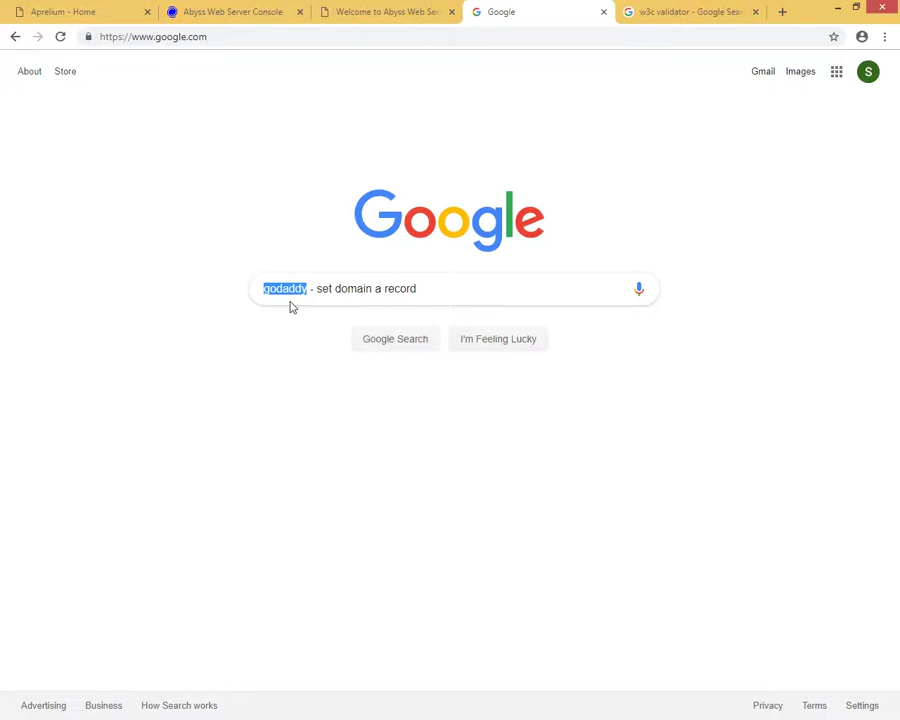 Aprelium - Home
Abyss Web Server Console
Welcome to Abyss Web Ser
Google
w3c validator - Google Sea
https://www.google.com
About Store
Gmail Images
S
Google
godaddy - set domain a record
Google Search I'm Feeling Lucky
Advertising Business How Search works
Privacy Terms Settings